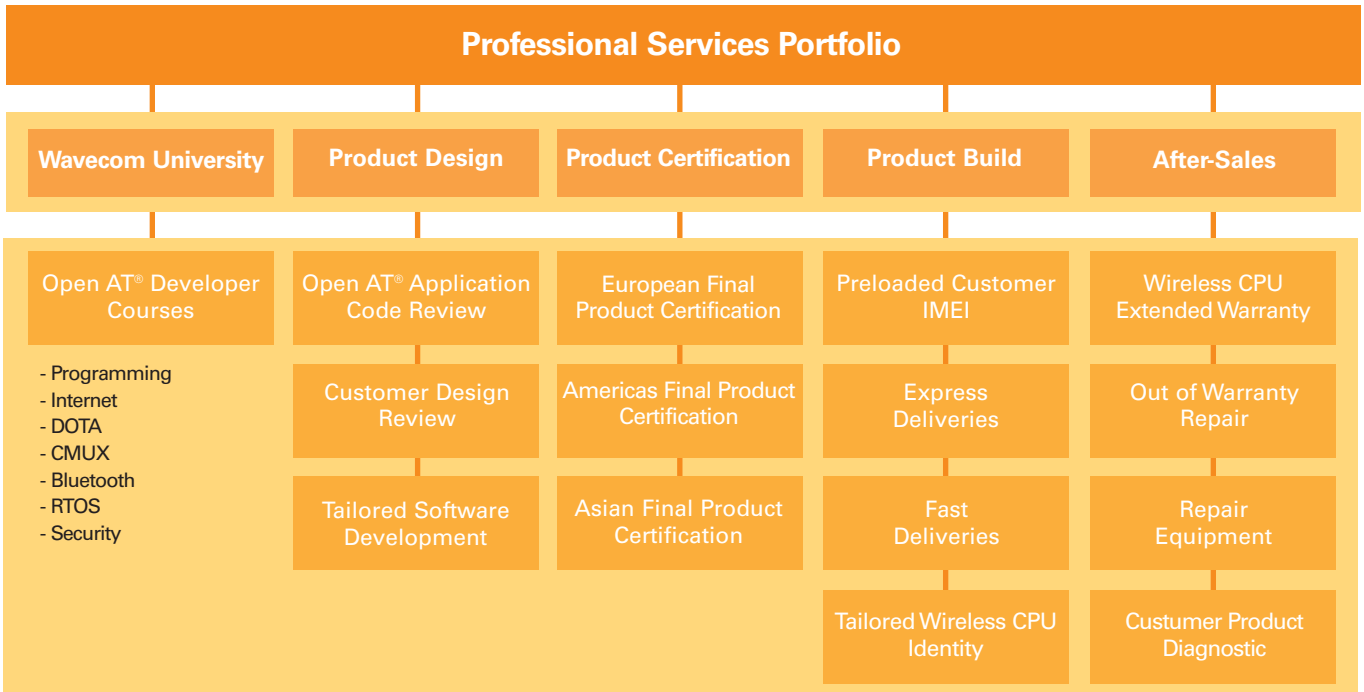 Professional Services Portfolio
Wavecom University
Product Design
Product Certification
Product Build
After-Sales
Open AT® Developer
Courses
- Programming
- Internet
- DOTA
- CMUX
- Bluetooth
- RTOS
- Security
Open AT® Application
Code Review
Customer Design
Review
Tailored Software
Development
European Final
Product Certification
Americas Final Product
Certification
Asian Final Product
Certification
Preloaded Customer
IMEI
Express
Deliveries
Fast
Deliveries
Tailored Wireless CPU
Identity
Wireless CPU
Extended Warranty
Out of Warranty
Repair
Repair
Equipment
Custumer Product
Diagnostic